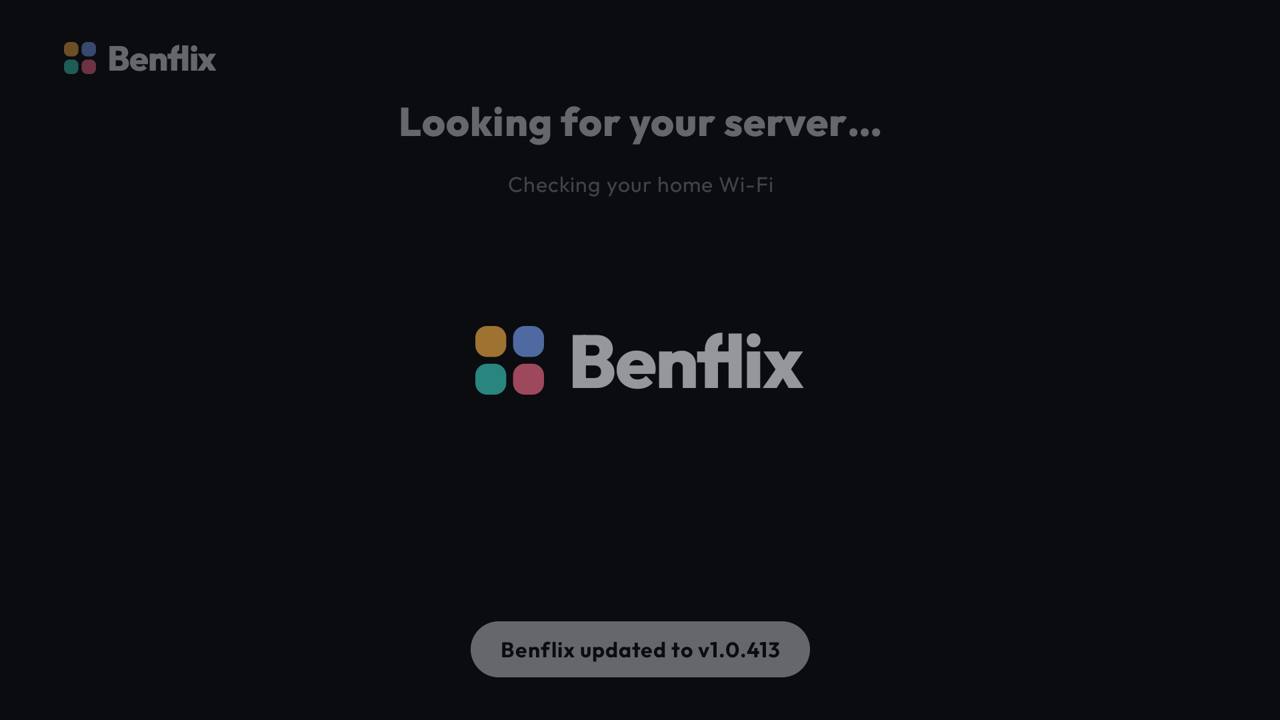 Benflix
Looking for your server...
Checking your home Wi-Fi
Benflix
Benflix updated to v1.0.413